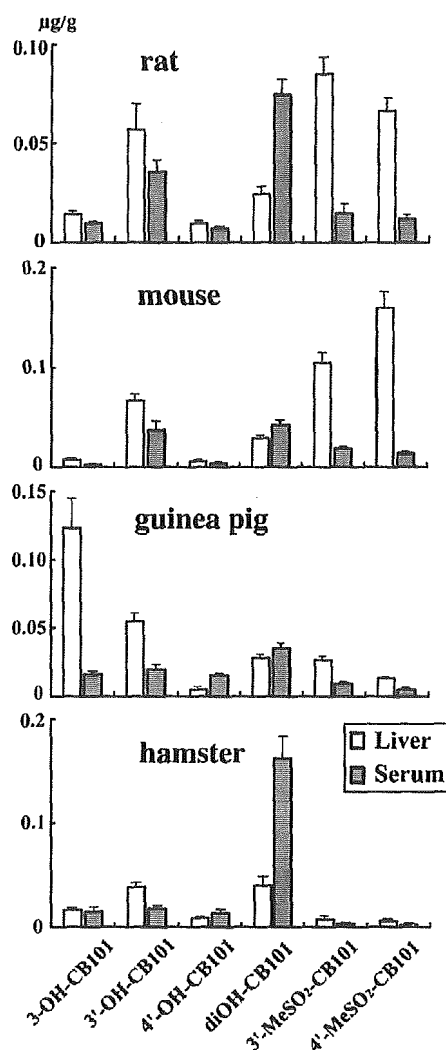 µg/g
0.10
rat
0.05
0
0.2
mouse
0.1
0
0.15
guinea pig
0.10
0.05
0
0.2
hamster
Liver
Serum
0.1
0
3-OH-CB101
3'-OH-CB101
4'-OH-CB101
diOH-CB101
3'-MeSO₂-CB101
4'-MeSO₂-CB101